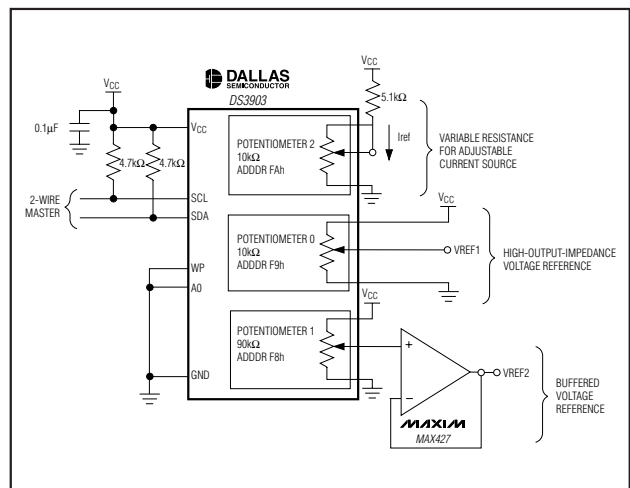 DALLAS
SEMICONDUCTOR
DS3903
VCC
0.1µF
4.7kΩ
4.7kΩ
2-WIRE
MASTER
VCC
SCL
SDA
WP
A0
GND
POTENTIOMETER 2
10kΩ
ADDDR FAh
VCC
5.1kΩ
Iref
VARIABLE RESISTANCE
FOR ADJUSTABLE
CURRENT SOURCE
POTENTIOMETER 0
10kΩ
ADDDR F9h
VCC
VREF1
HIGH-OUTPUT-IMPEDANCE
VOLTAGE REFERENCE
POTENTIOMETER 1
90kΩ
ADDDR F8h
VCC
+
−
MAXIM
MAX427
VREF2
BUFFERED
VOLTAGE
REFERENCE